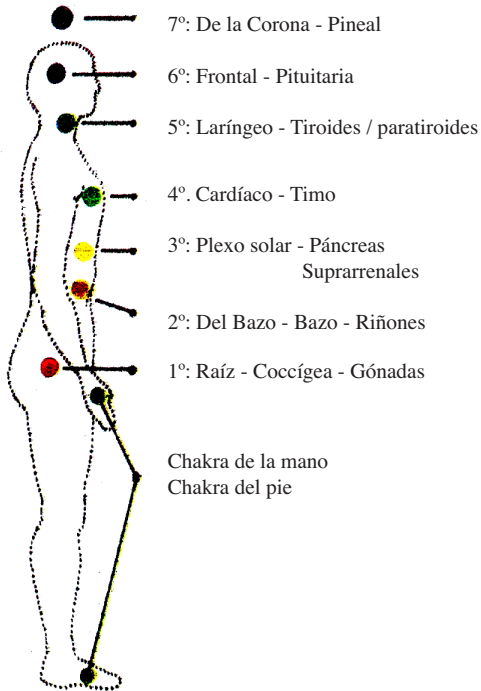 7º: De la Corona - Pineal
6º: Frontal - Pituitaria
5º: Laríngeo - Tiroides / paratiroides
4º. Cardíaco - Timo
3º: Plexo solar - Páncreas
Suprarrenales
2º: Del Bazo - Bazo - Riñones
1º: Raíz - Coccígea - Gónadas
Chakra de la mano
Chakra del pie